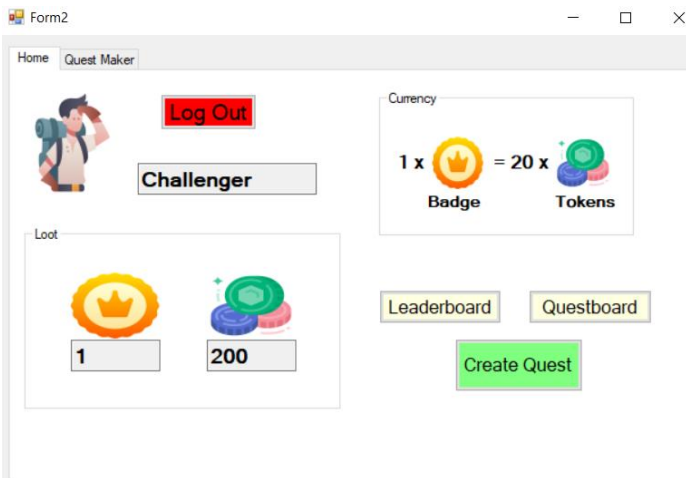 Form2
Home Quest Maker
Log Out
Challenger
Currency
1 x = 20 x
Badge Tokens
Loot
1 200
Leaderboard Questboard
Create Quest